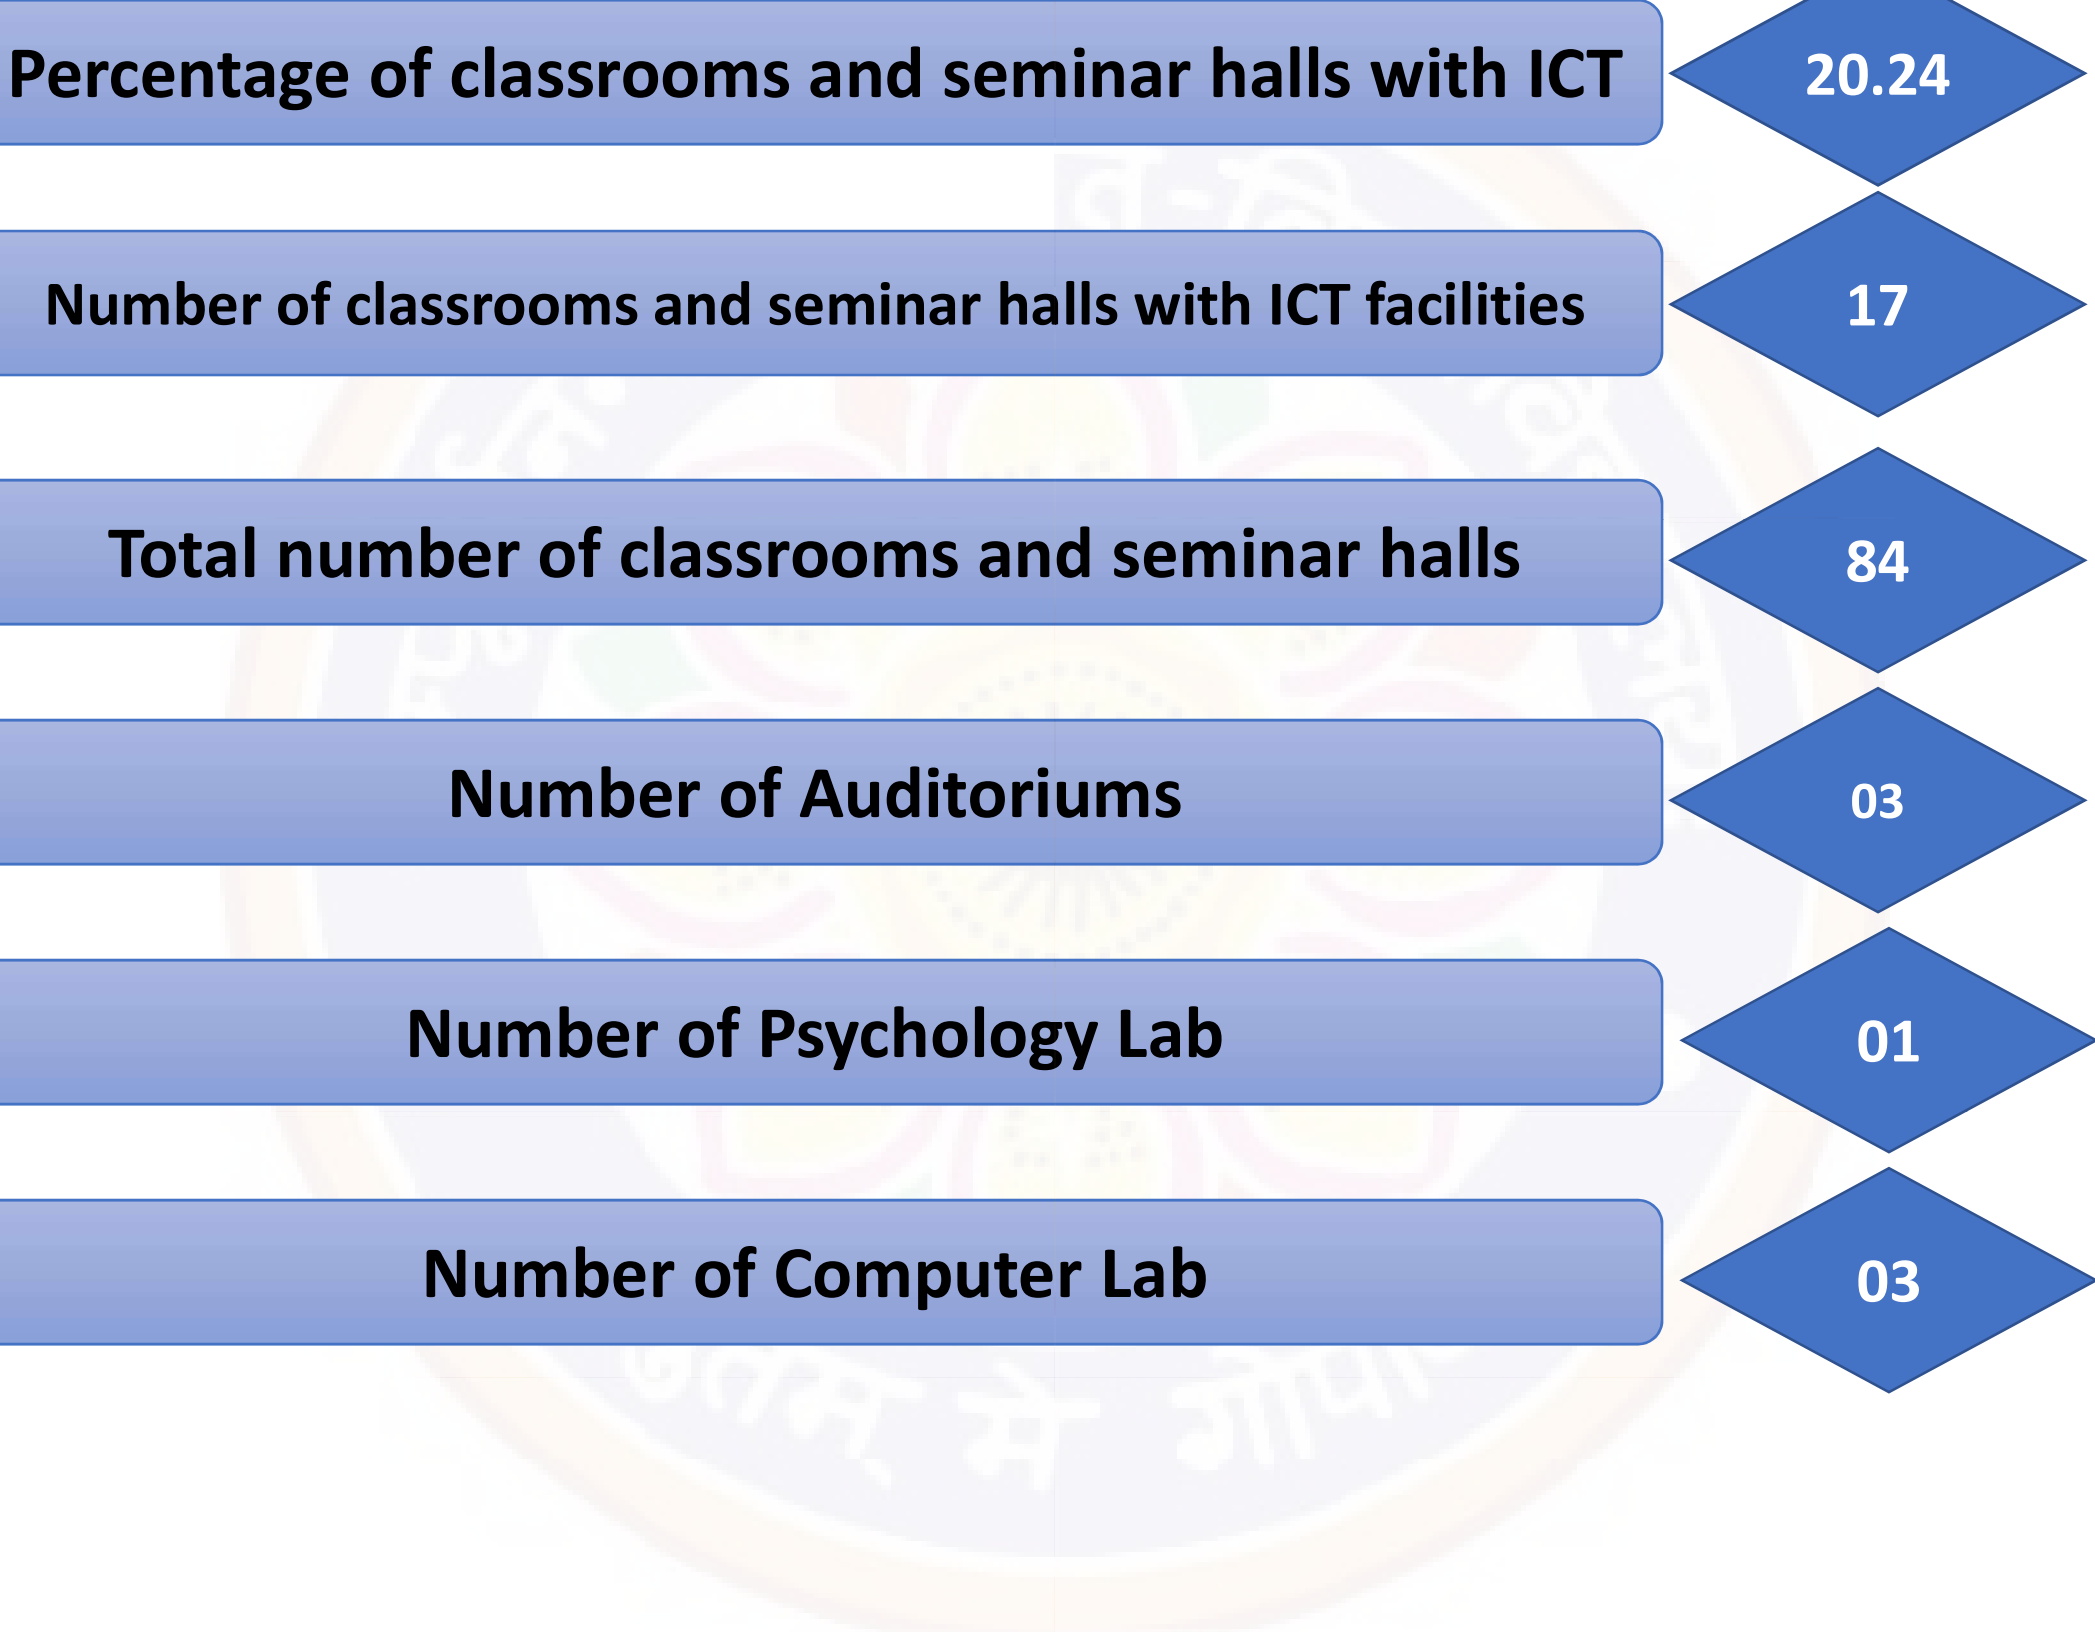 Percentage of classrooms and seminar halls with ICT 20.24
Number of classrooms and seminar halls with ICT facilities 17
Total number of classrooms and seminar halls 84
Number of Auditoriums 03
Number of Psychology Lab 01
Number of Computer Lab 03